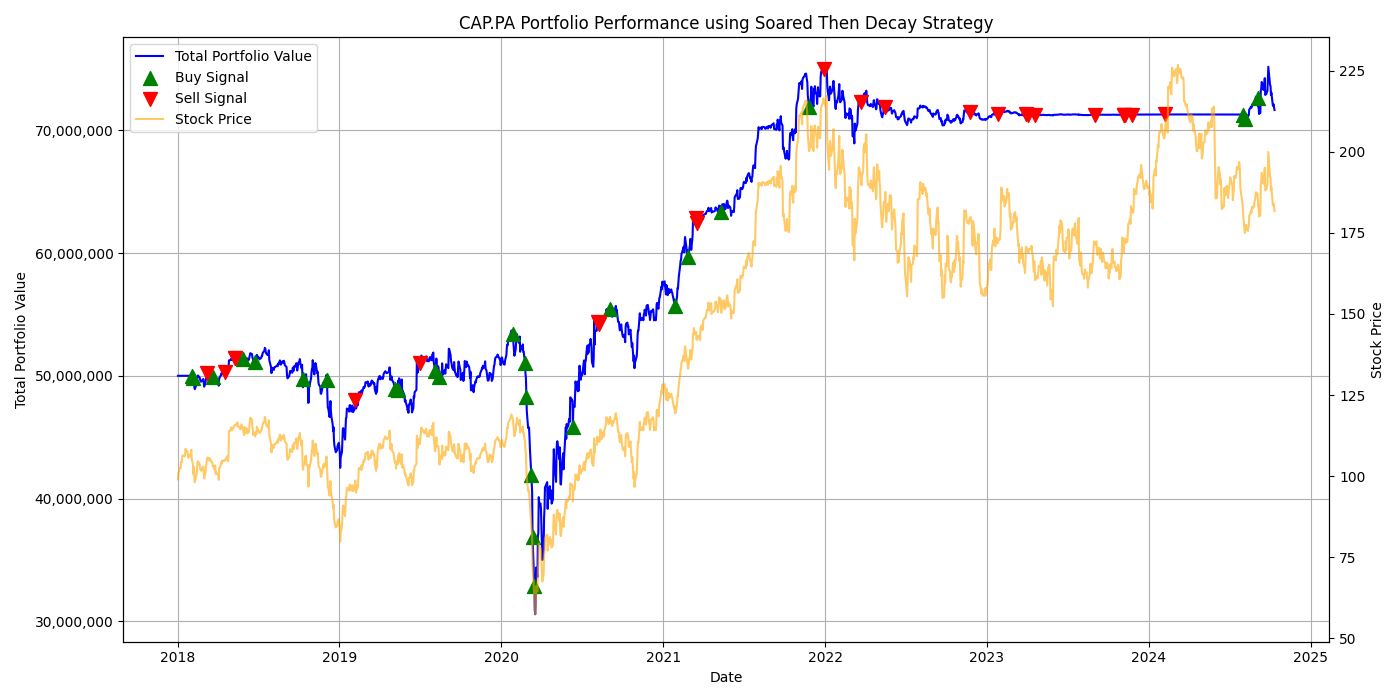 CAP.PA Portfolio Performance using Soared Then Decay Strategy
Total Portfolio Value
Buy Signal
Sell Signal
Stock Price
70,000,000
60,000,000
50,000,000
40,000,000
30,000,000
Total Portfolio Value
225
200
175
150
125
100
75
50
Stock Price
2018 2019 2020 2021 2022 2023 2024 2025
Date